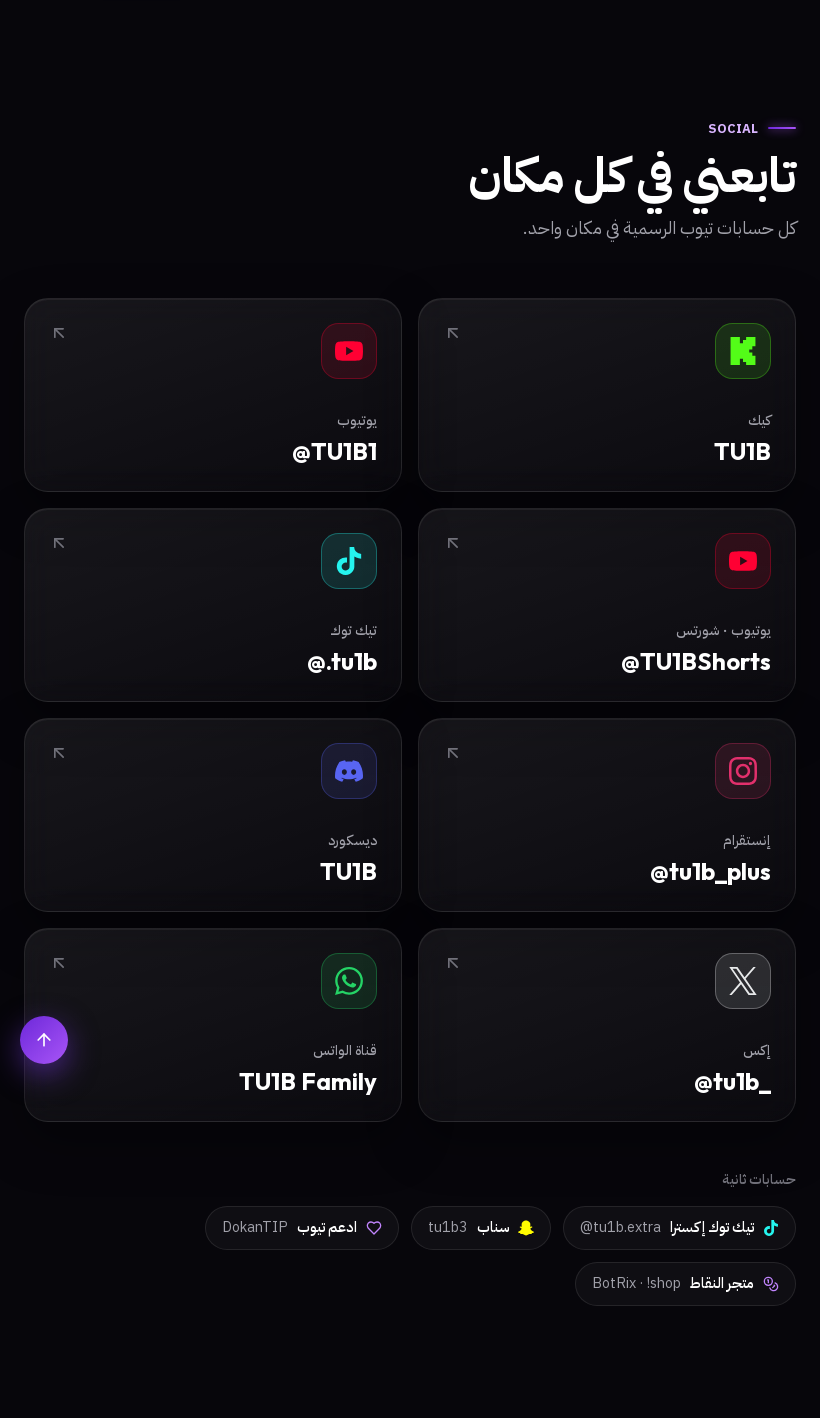 SOCIAL
تابعني في كل مكان
كل حسابات تيوب الرسمية في مكان واحد.
كيك
TU1B
يوتيوب
@TU1B1
يوتيوب · شورتس
@TU1BShorts
تيك توك
@.tu1b
إنستقرام
@tu1b_plus
ديسكورد
TU1B
إكس
@tu1b_
قناة الواتس
TU1B Family
حسابات ثانية
تيك توك إكسترا @tu1b.extra
سناب tu1b3
ادعم تيوب DokanTIP
متجر النقاط BotRix · !shop